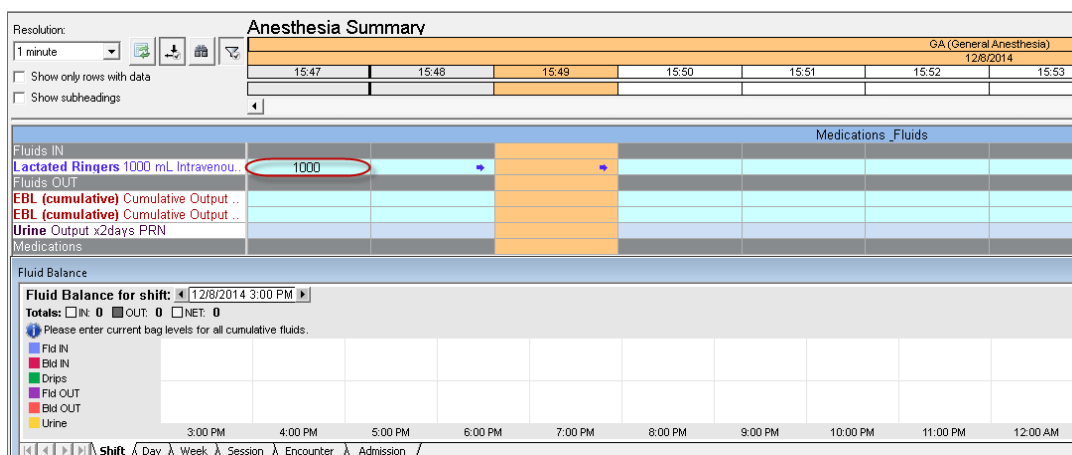 Anesthesia Summary
Resolution:
1 minute
Show only rows with data
Show subheadings
GA (General Anesthesia)
12/8/2014
15:47 15:48 15:49 15:50 15:51 15:52 15:53
Medications _Fluids
Fluids IN
Lactated Ringers 1000 mL Intravenou.. 1000
Fluids OUT
EBL (cumulative) Cumulative Output ..
EBL (cumulative) Cumulative Output ..
Urine Output x2days PRN
Medications
Fluid Balance
Fluid Balance for shift: 12/8/2014 3:00 PM
Totals: IN: 0 OUT: 0 NET: 0
Please enter current bag levels for all cumulative fluids.
Fld IN
Bld IN
Drips
Fld OUT
Bld OUT
Urine
3:00 PM 4:00 PM 5:00 PM 6:00 PM 7:00 PM 8:00 PM 9:00 PM 10:00 PM 11:00 PM 12:00 AM
Shift Day Week Session Encounter Admission